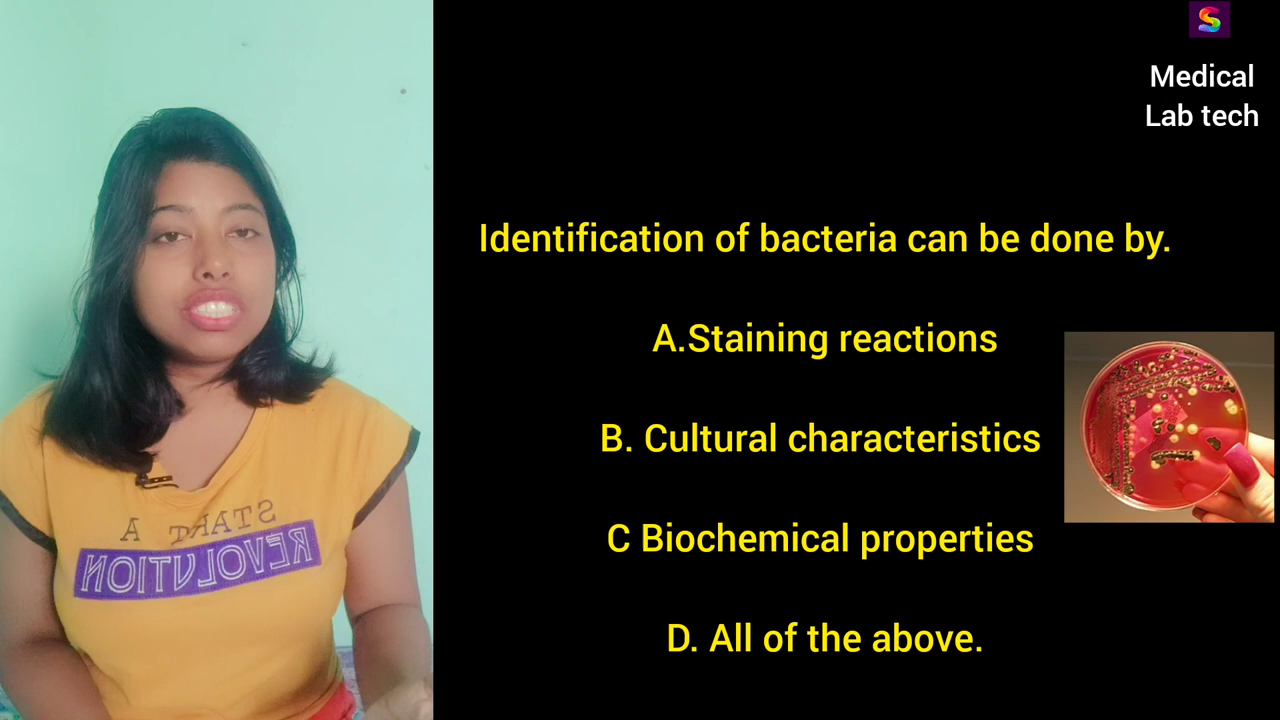 Medical
Lab tech
Identification of bacteria can be done by.
A.Staining reactions
B. Cultural characteristics
C Biochemical properties
D. All of the above.
START A
REVOLUTION